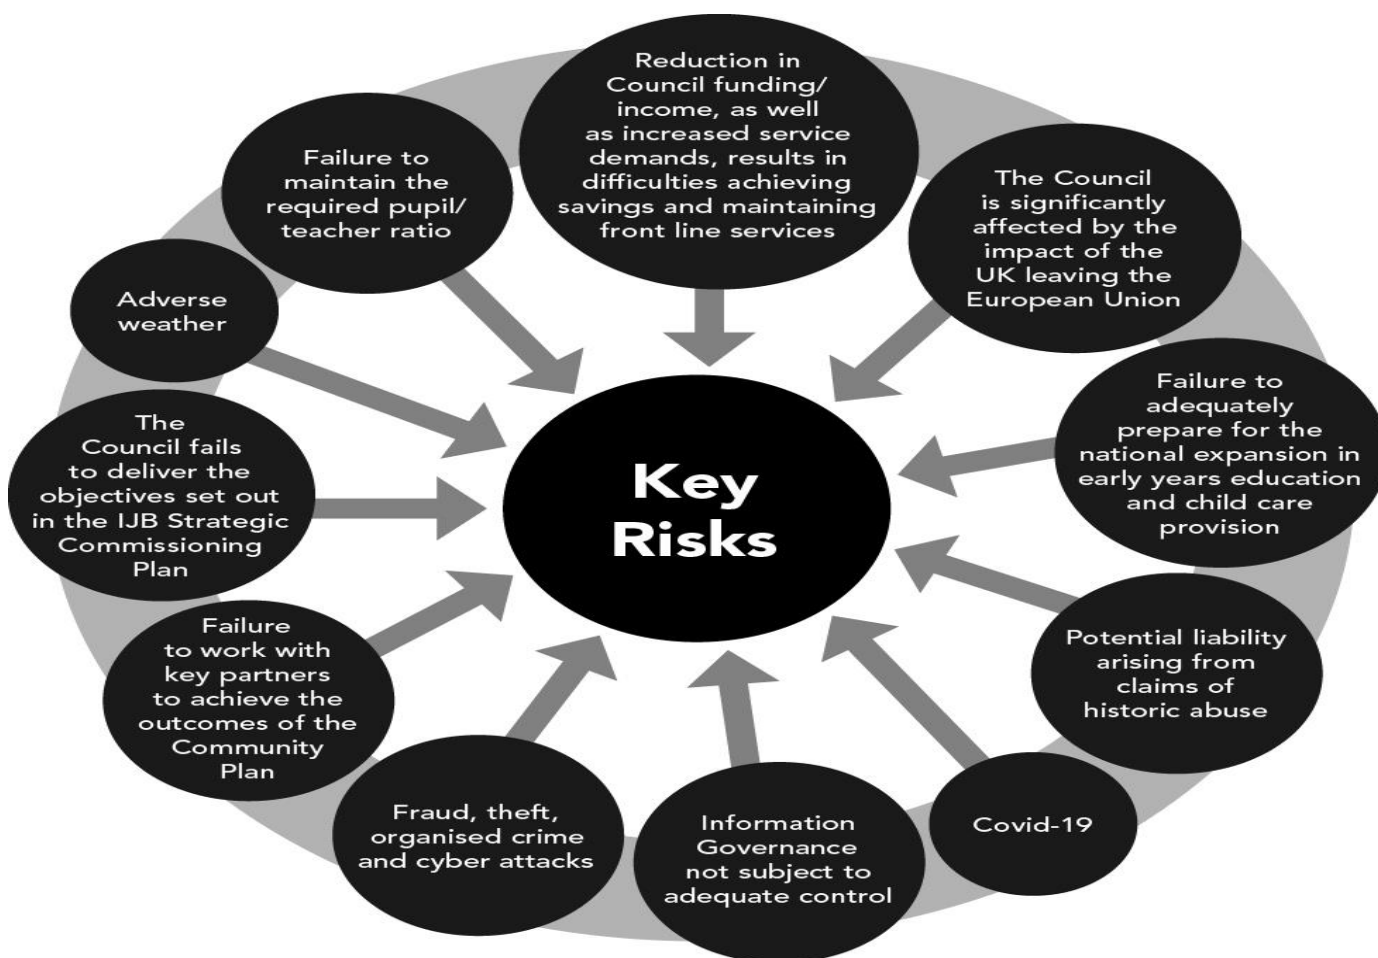 Reduction in
Council funding/
income, as well
as increased service
demands, results in
difficulties achieving
savings and maintaining
front line services
The Council
is significantly
affected by the
impact of the
UK leaving the
European Union
Failure to
adequately
prepare for the
national expansion in
early years education
and child care
provision
Potential liability
arising from
claims of
historic abuse
Covid-19
Information
Governance
not subject to
adequate control
Fraud, theft,
organised crime
and cyber attacks
Failure
to work with
key partners
to achieve the
outcomes of the
Community
Plan
The
Council fails
to deliver the
objectives set out
in the IJB Strategic
Commissioning
Plan
Adverse
weather
Failure to
maintain the
required pupil/
teacher ratio
Key
Risks